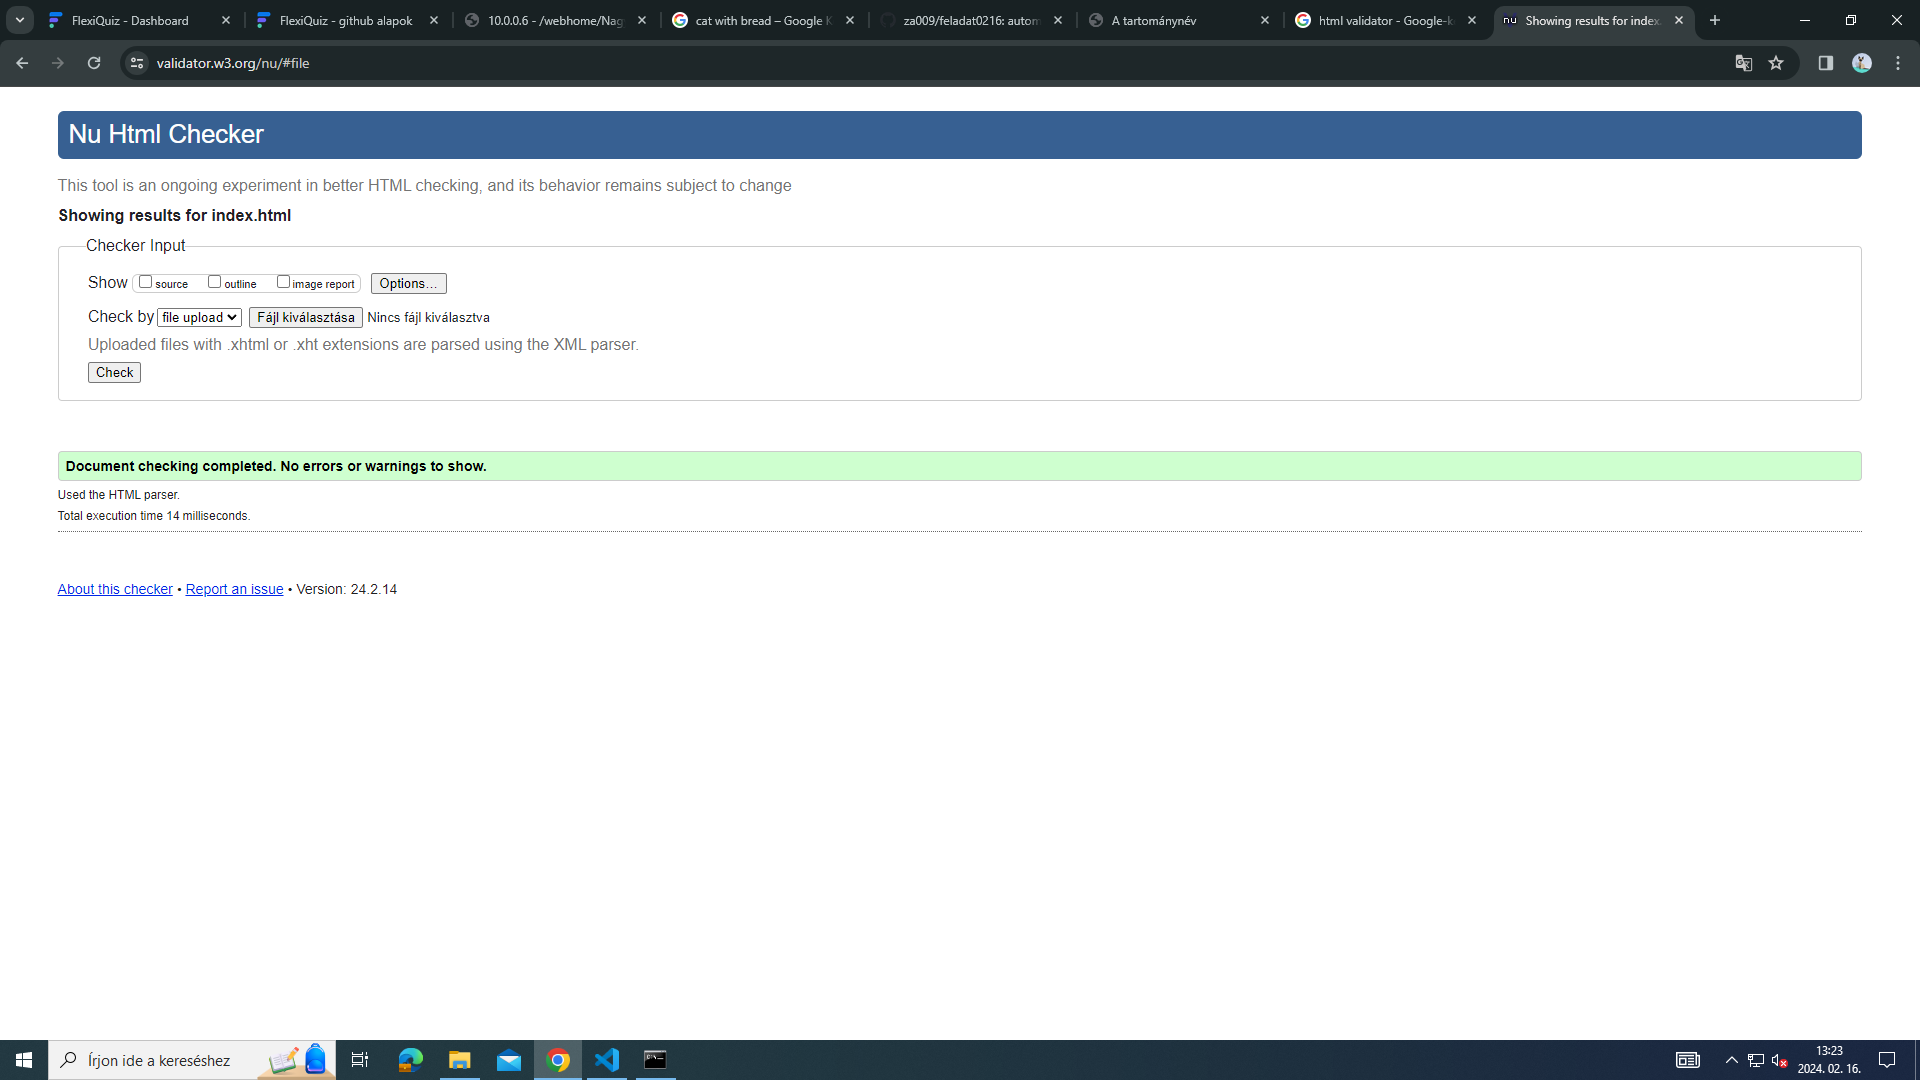 FlexiQuiz - Dashboard
FlexiQuiz - github alapok
10.0.0.6 - /webhome/Nag
cat with bread – Google K
za009/feladat0216: autom
A tartománynév
html validator - Google-k
nu Showing results for index.
validator.w3.org/nu/#file
Nu Html Checker
This tool is an ongoing experiment in better HTML checking, and its behavior remains subject to change
Showing results for index.html
Checker Input
Show source outline image report Options...
Check by file upload Fájl kiválasztása Nincs fájl kiválasztva
Uploaded files with .xhtml or .xht extensions are parsed using the XML parser.
Check
Document checking completed. No errors or warnings to show.
Used the HTML parser.
Total execution time 14 milliseconds.
About this checker • Report an issue • Version: 24.2.14
Írjon ide a kereséshez
13:23
2024. 02. 16.